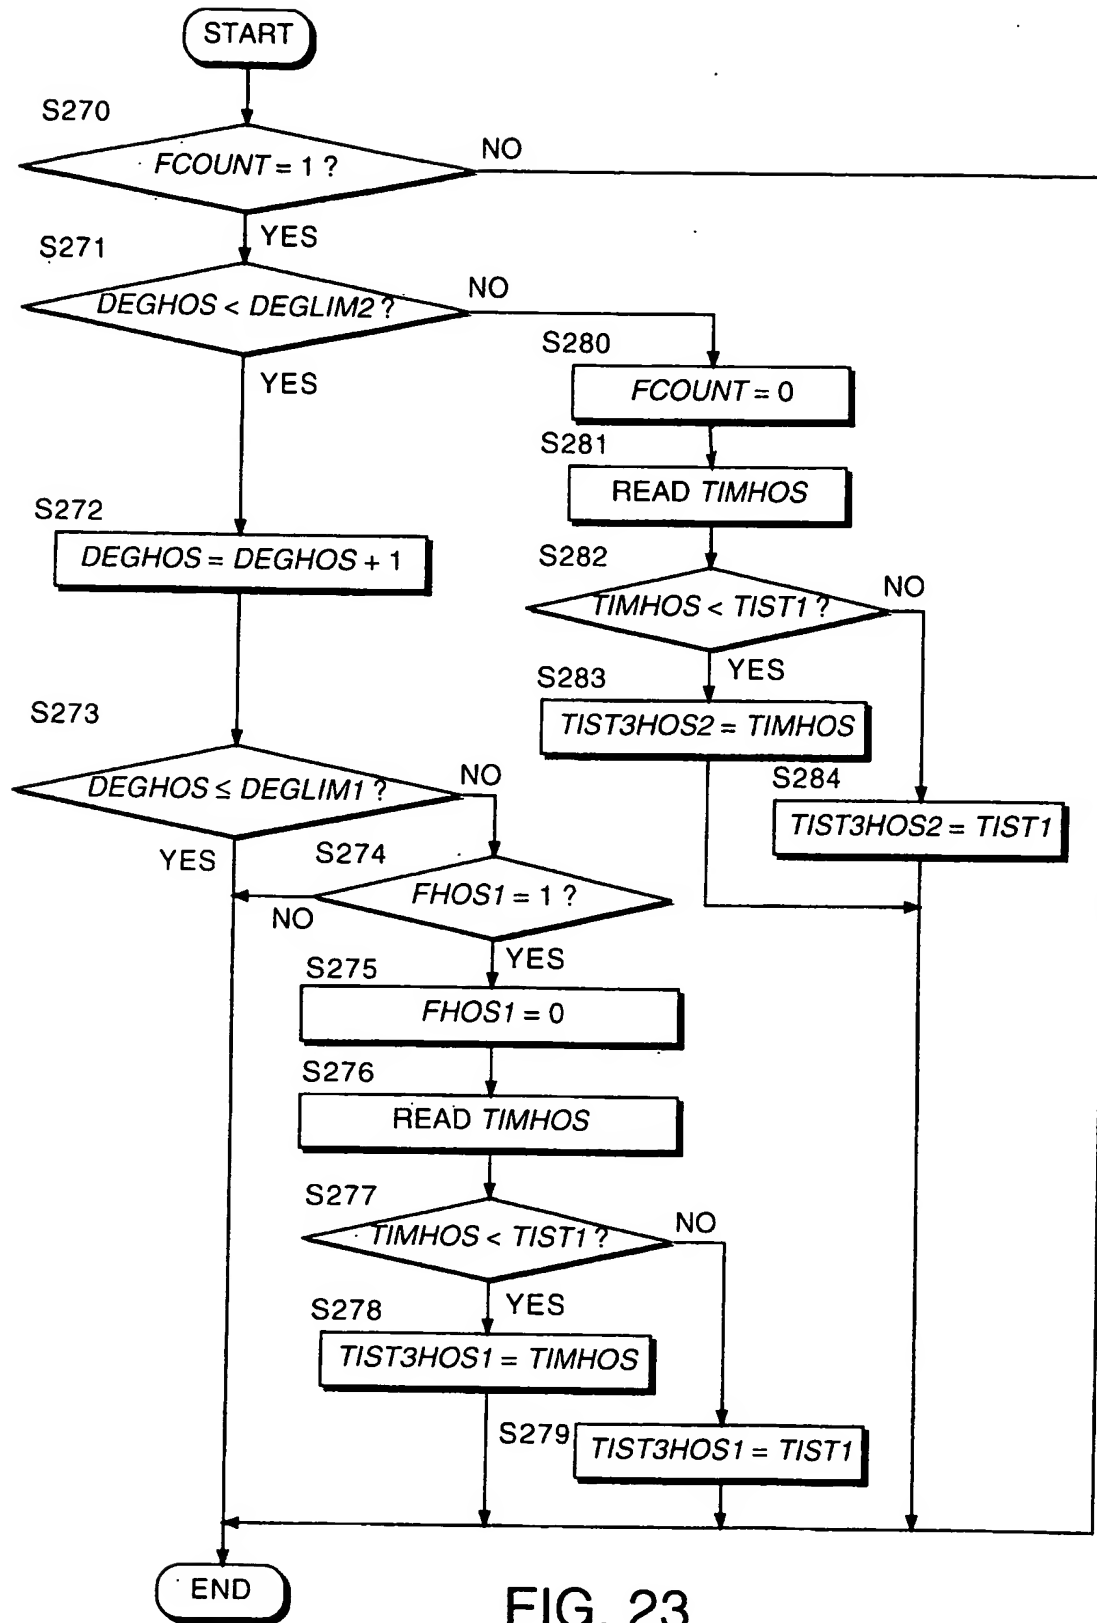 START
S270
FCOUNT = 1 ?
NO
YES
S271
DEGHOS < DEGLIM2 ?
NO
YES
S280
FCOUNT = 0
S281
READ TIMHOS
S272
DEGHOS = DEGHOS + 1
S282
TIMHOS < TIST1 ?
NO
YES
S283
TIST3HOS2 = TIMHOS
S273
DEGHOS ≤ DEGLIM1 ?
NO
YES
S284
TIST3HOS2 = TIST1
S274
FHOS1 = 1 ?
NO
YES
S275
FHOS1 = 0
S276
READ TIMHOS
S277
TIMHOS < TIST1 ?
NO
YES
S278
TIST3HOS1 = TIMHOS
S279
TIST3HOS1 = TIST1
END
FIG. 23